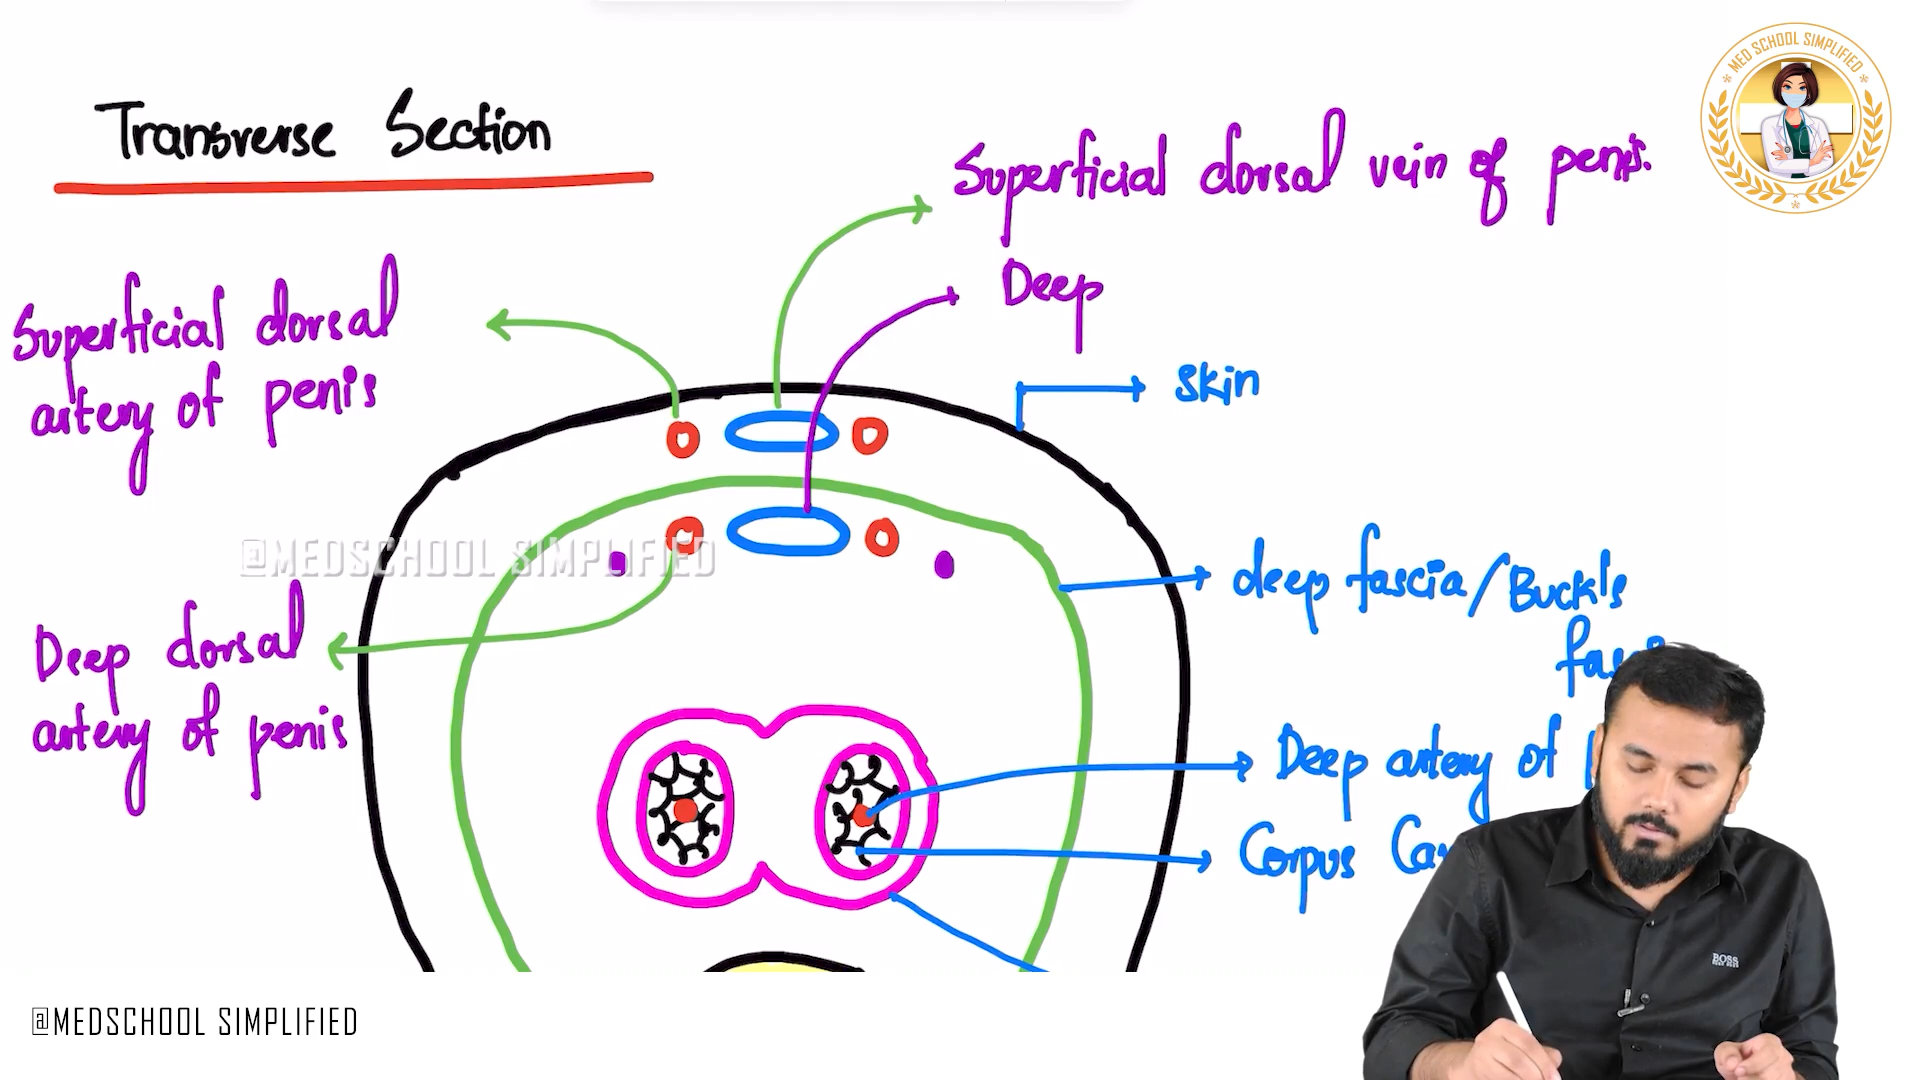 MED SCHOOL SIMPLIFIED
Transverse Section
Superficial dorsal vein of penis.
Deep
Superficial dorsal
artery of penis
Skin
@MEDSCHOOL SIMPLIFIED
deep fascia/Buck's
Deep dorsal
artery of penis
Deep artery of
Corpus
BOSS
@MEDSCHOOL SIMPLIFIED